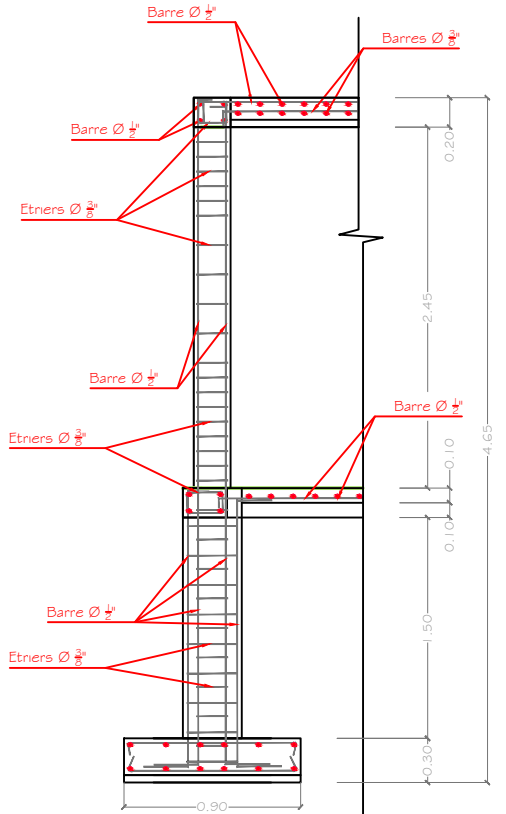 Barre Ø 1/2"
Barres Ø 3/8"
Barre Ø 1/2"
0.20
Etriers Ø 3/8"
2.45
Barre Ø 1/2"
Barre Ø 1/2"
Etriers Ø 3/8"
4.65
0.10
0.10
Barre Ø 1/2"
1.50
Etriers Ø 3/8"
0.30
0.90